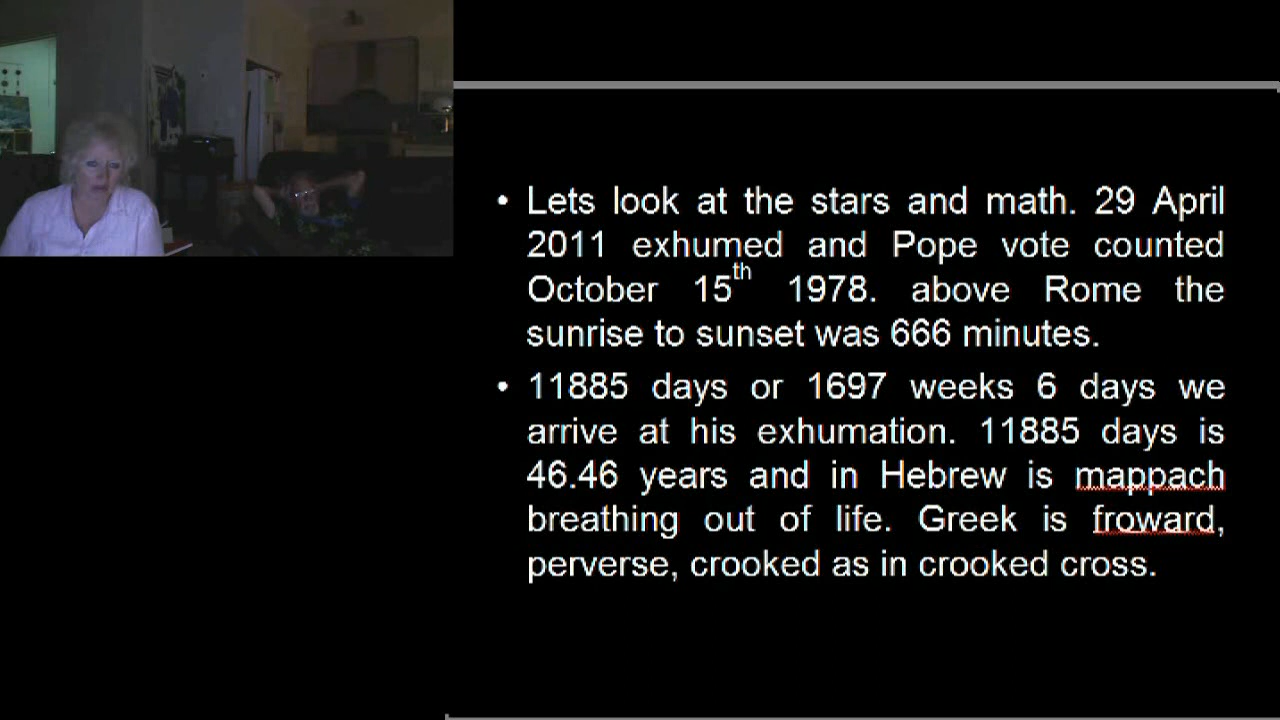 • Lets look at the stars and math. 29 April
2011 exhumed and Pope vote counted
October 15th 1978. above Rome the
sunrise to sunset was 666 minutes.
• 11885 days or 1697 weeks 6 days we
arrive at his exhumation. 11885 days is
46.46 years and in Hebrew is mappach
breathing out of life. Greek is froward,
perverse, crooked as in crooked cross.